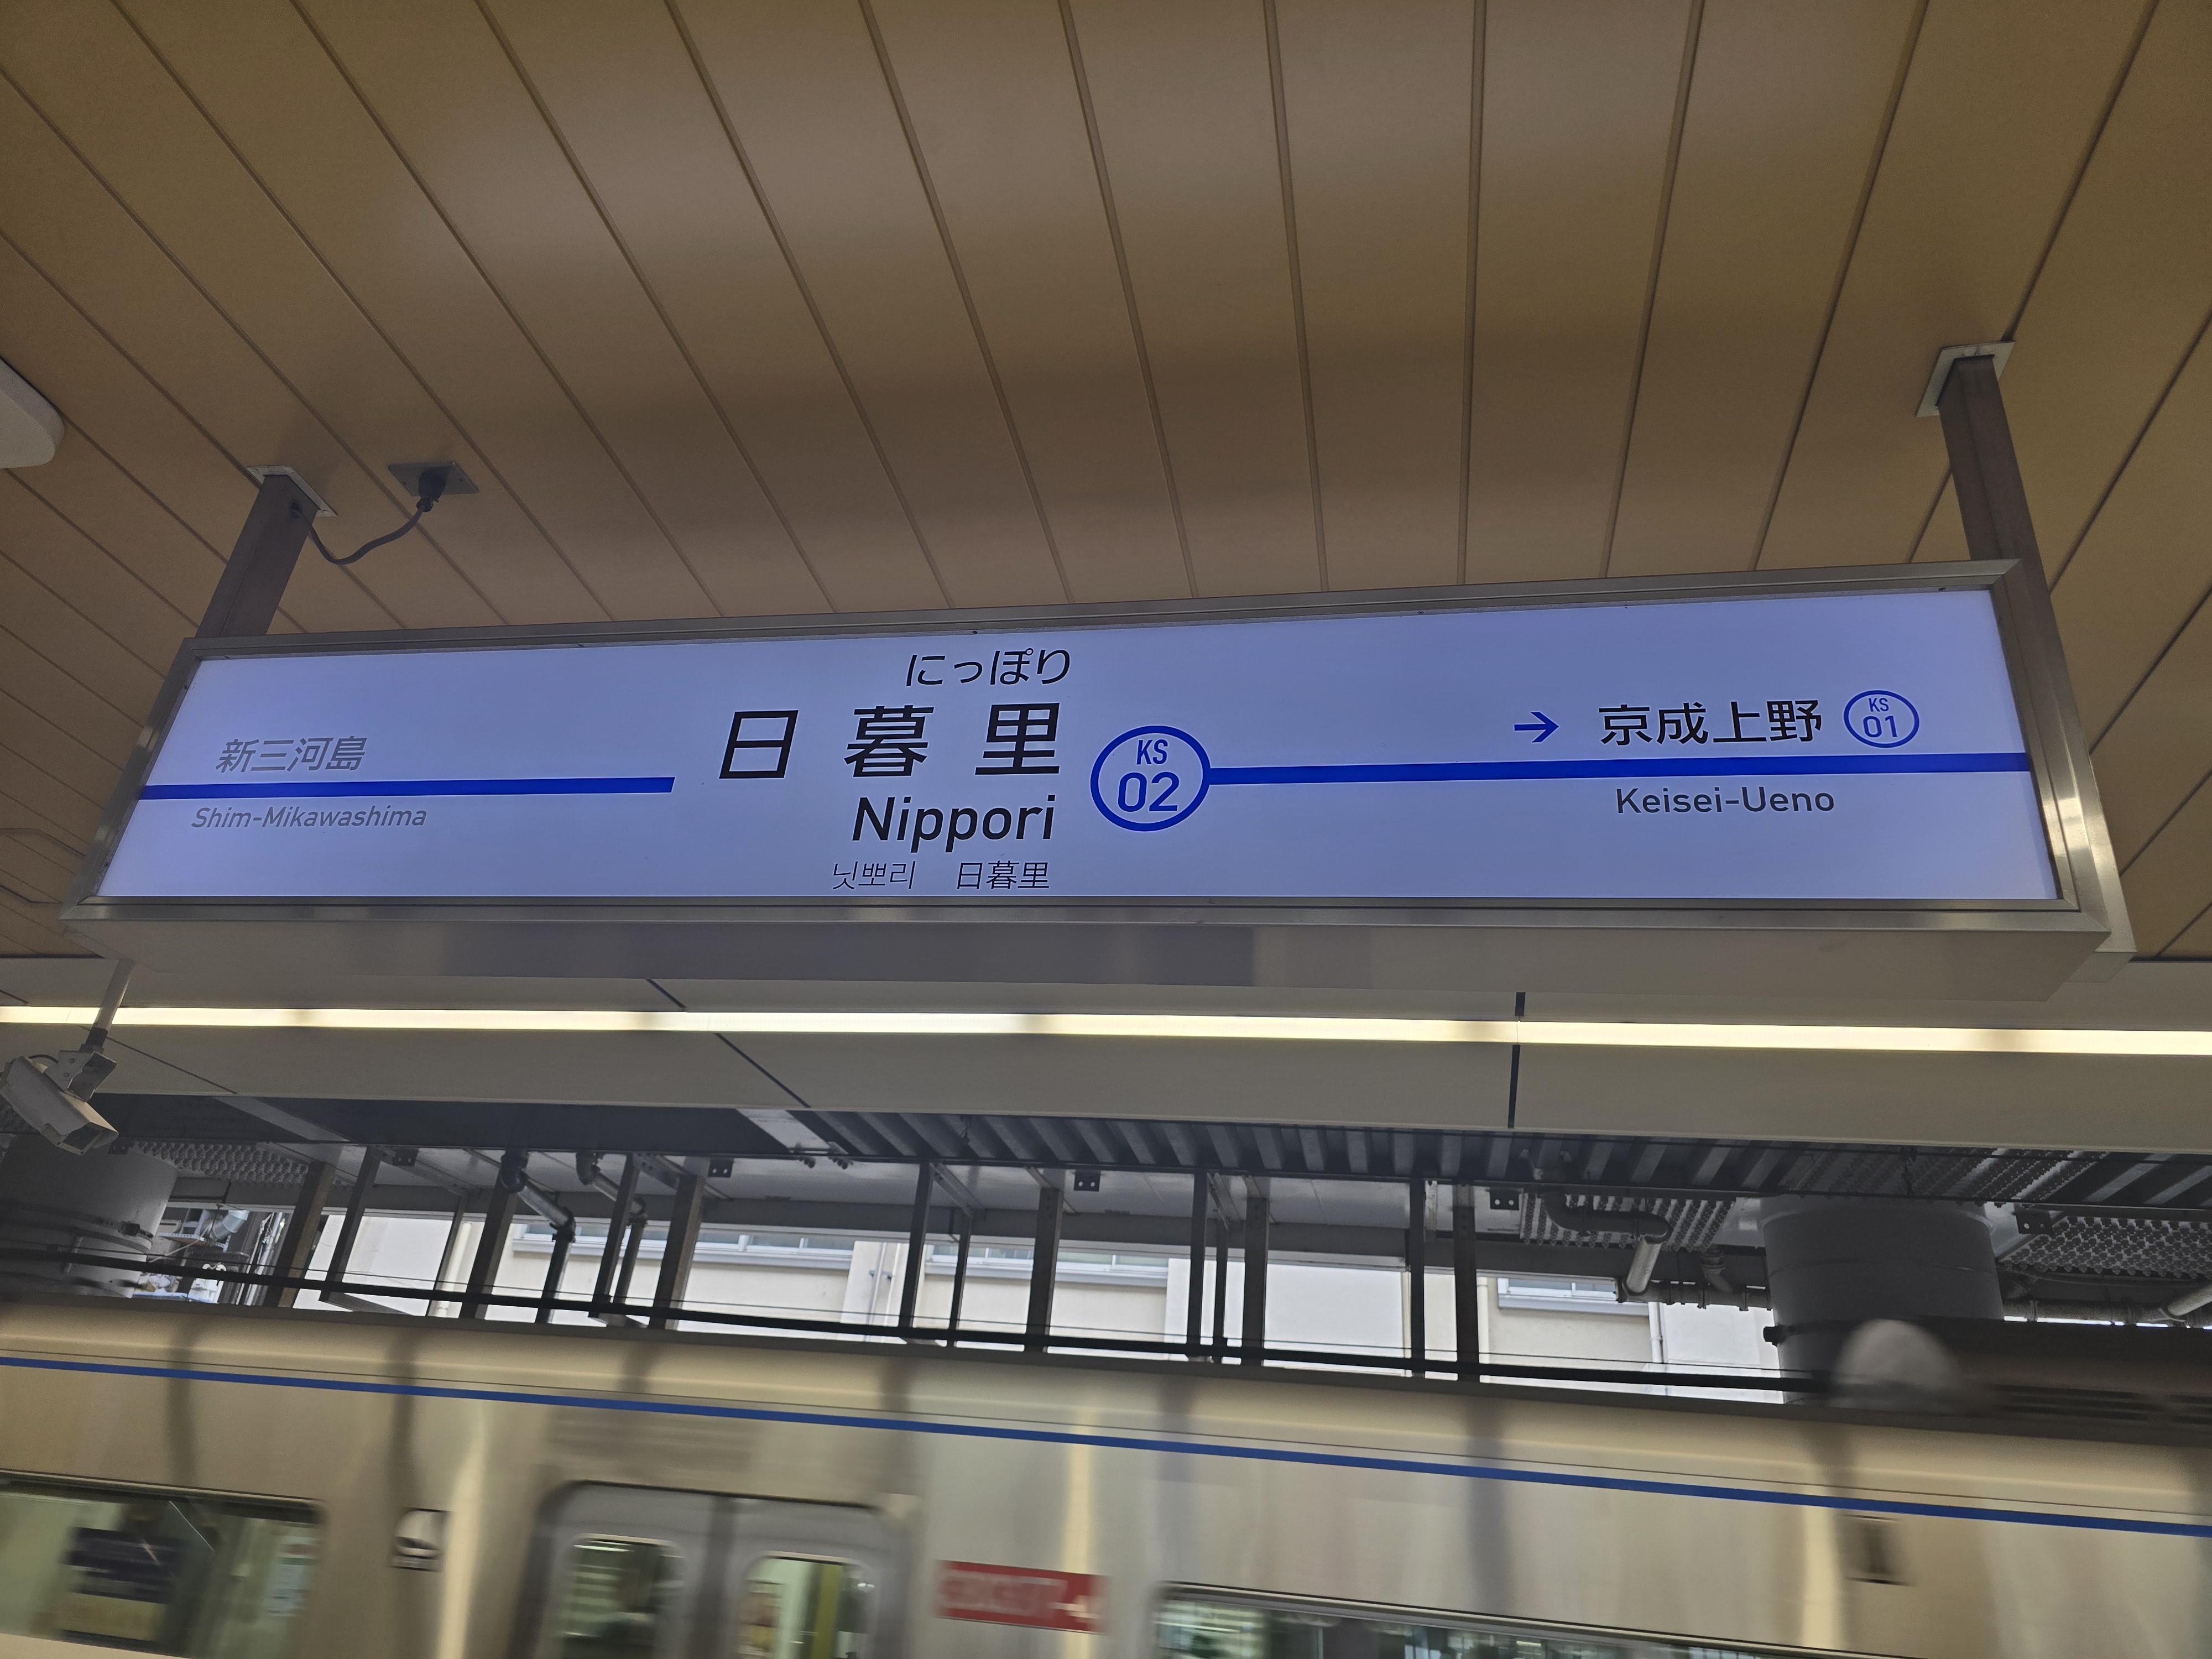 新三河島
Shim-Mikawashima
にっぽり
日暮里
Nippori
닛뽀리 日暮里
KS
02
→ 京成上野
KS
01
Keisei-Ueno